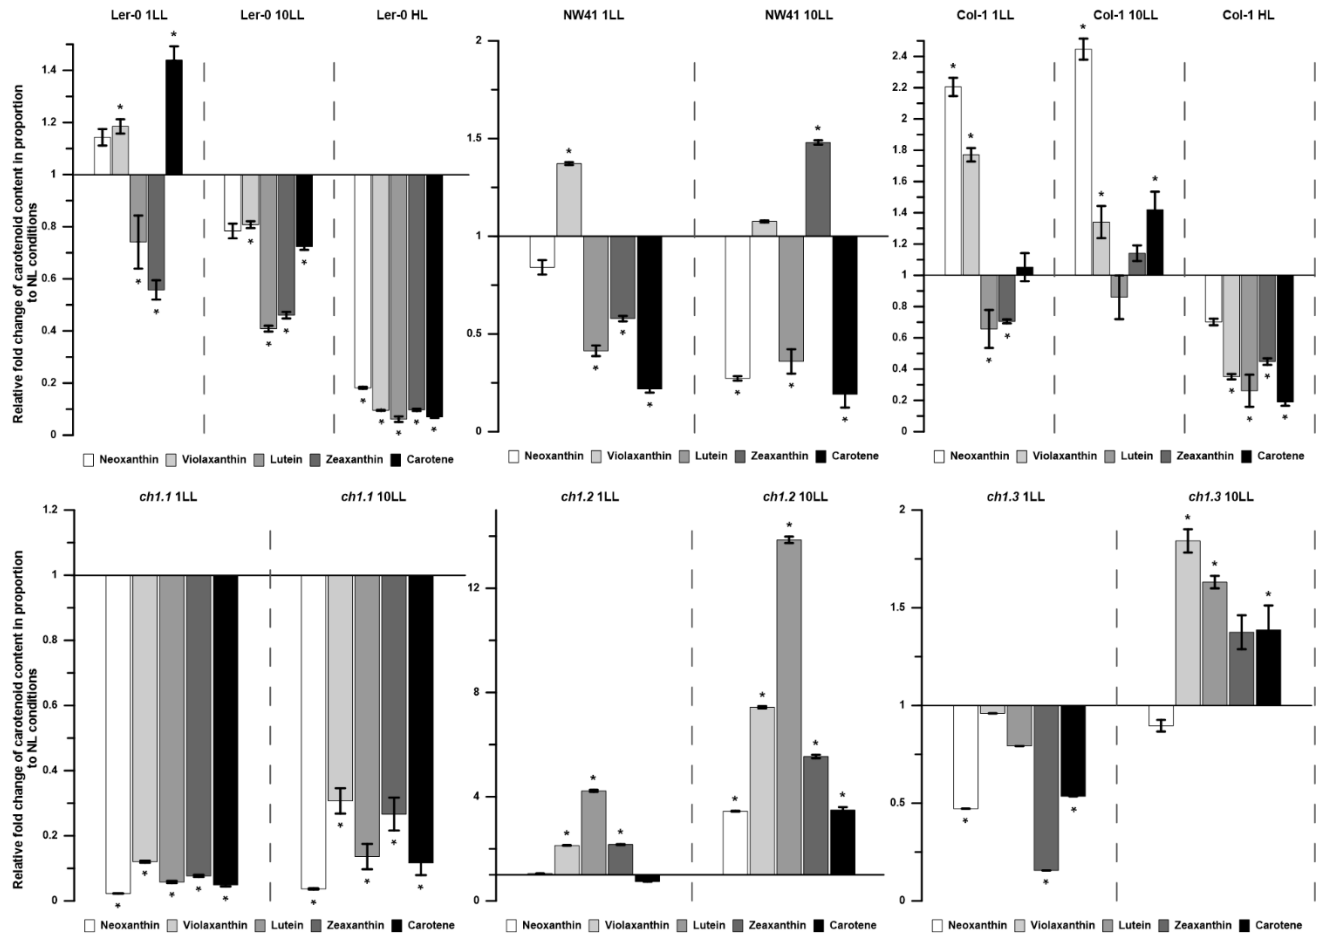 Ler-0 1LL Ler-0 10LL Ler-0 HL
Relative fold change of carotenoid content in proportion
to NL conditions
1.4
1.2
1
0.8
0.6
0.4
0.2
0
* * * * * * * * * * * * * *
Neoxanthin Violaxanthin Lutein Zeaxanthin Carotene
NW41 1LL NW41 10LL
2
1.5
1
0.5
0
* * * * * * * *
Neoxanthin Violaxanthin Lutein Zeaxanthin Carotene
Col-1 1LL Col-1 10LL Col-1 HL
2.4
2.2
2
1.8
1.6
1.4
1.2
1
0.8
0.6
0.4
0.2
0
* * * * * * * * * * *
Neoxanthin Violaxanthin Lutein Zeaxanthin Carotene
ch1.1 1LL ch1.1 10LL
Relative fold change of carotenoid content in proportion
to NL conditions
1.2
1
0.8
0.6
0.4
0.2
0
* * * * * * * * * *
Neoxanthin Violaxanthin Lutein Zeaxanthin Carotene
ch1.2 1LL ch1.2 10LL
12
8
4
2
0
* * * * * * * *
Neoxanthin Violaxanthin Lutein Zeaxanthin Carotene
ch1.3 1LL ch1.3 10LL
2
1.5
1
0.5
0
* * * * * *
Neoxanthin Violaxanthin Lutein Zeaxanthin Carotene